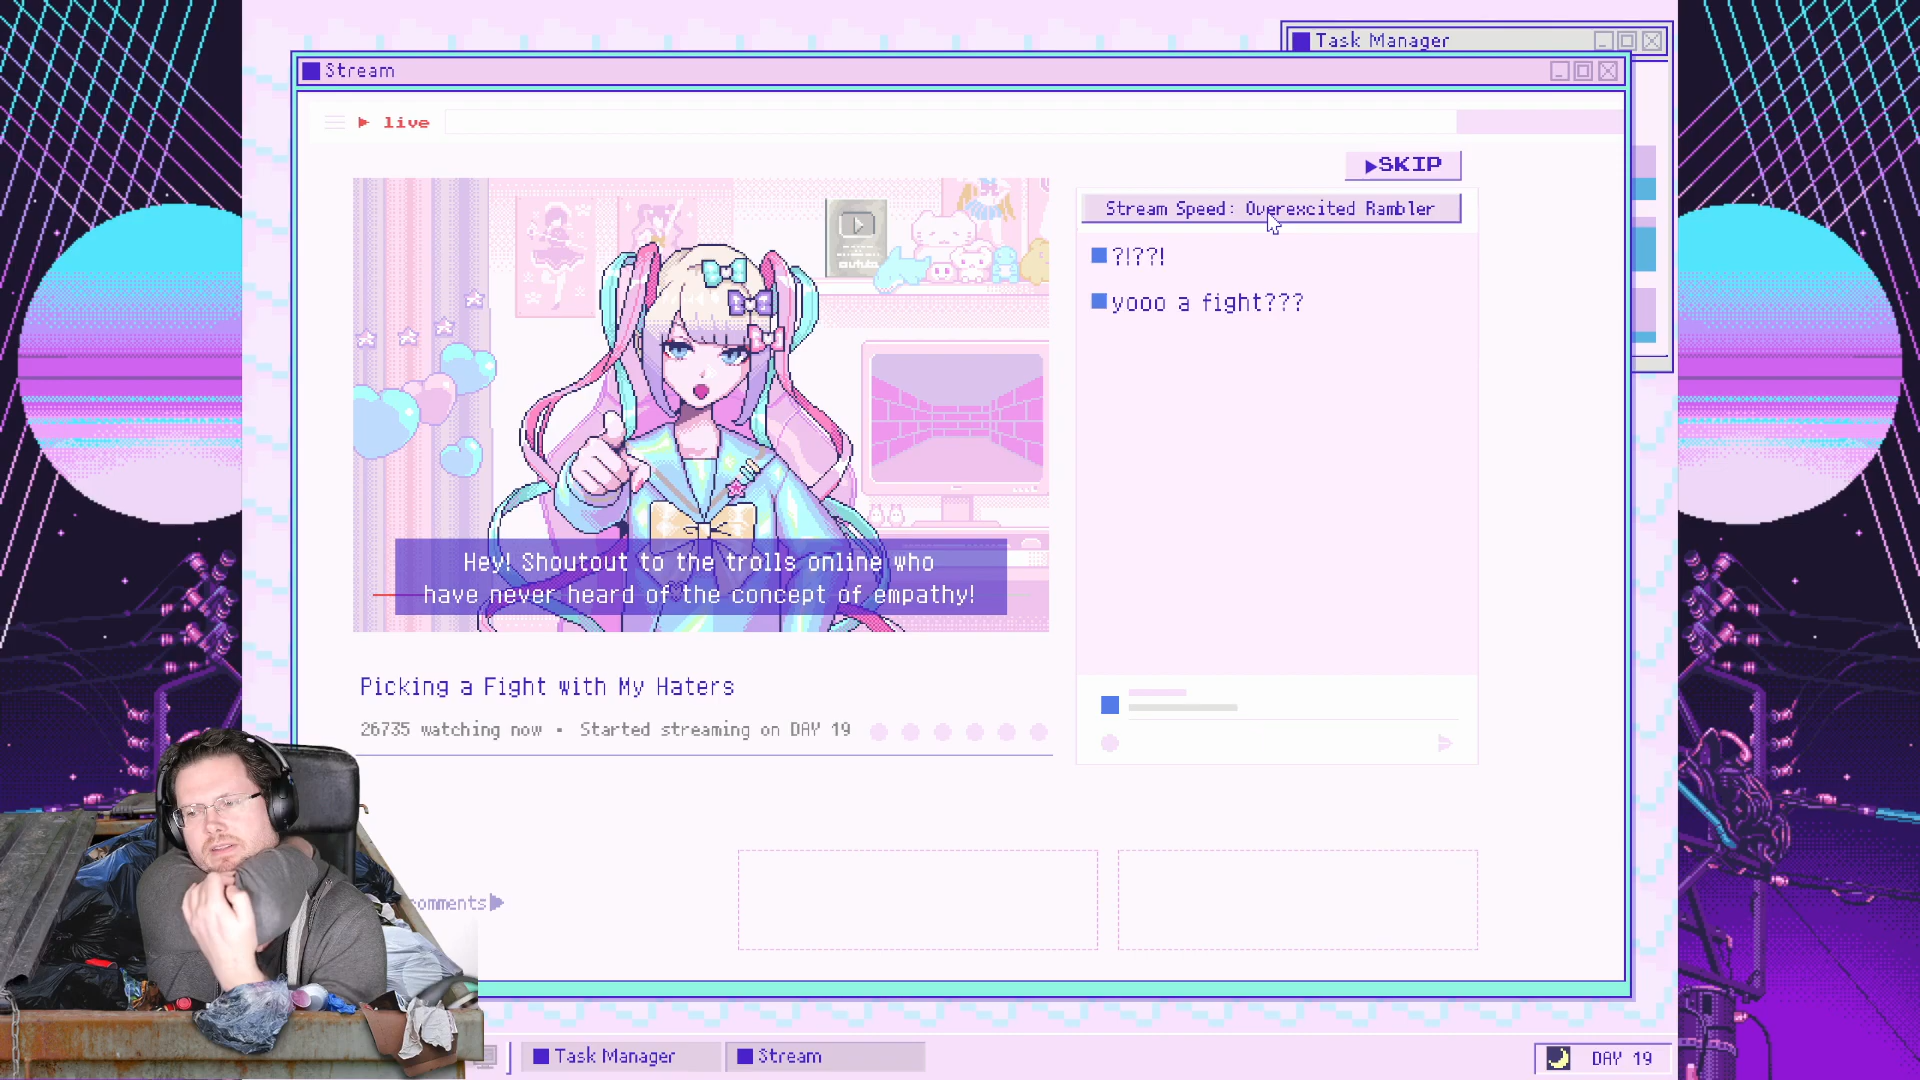 Task Manager
Stream
live
SKIP
Stream Speed: Overexcited Rambler
?!??!
yooo a fight???
Hey! Shoutout to the trolls online who
have never heard of the concept of empathy!
Picking a Fight with My Haters
26735 watching now • Started streaming on DAY 19
omments
Task Manager
Stream
DAY 19